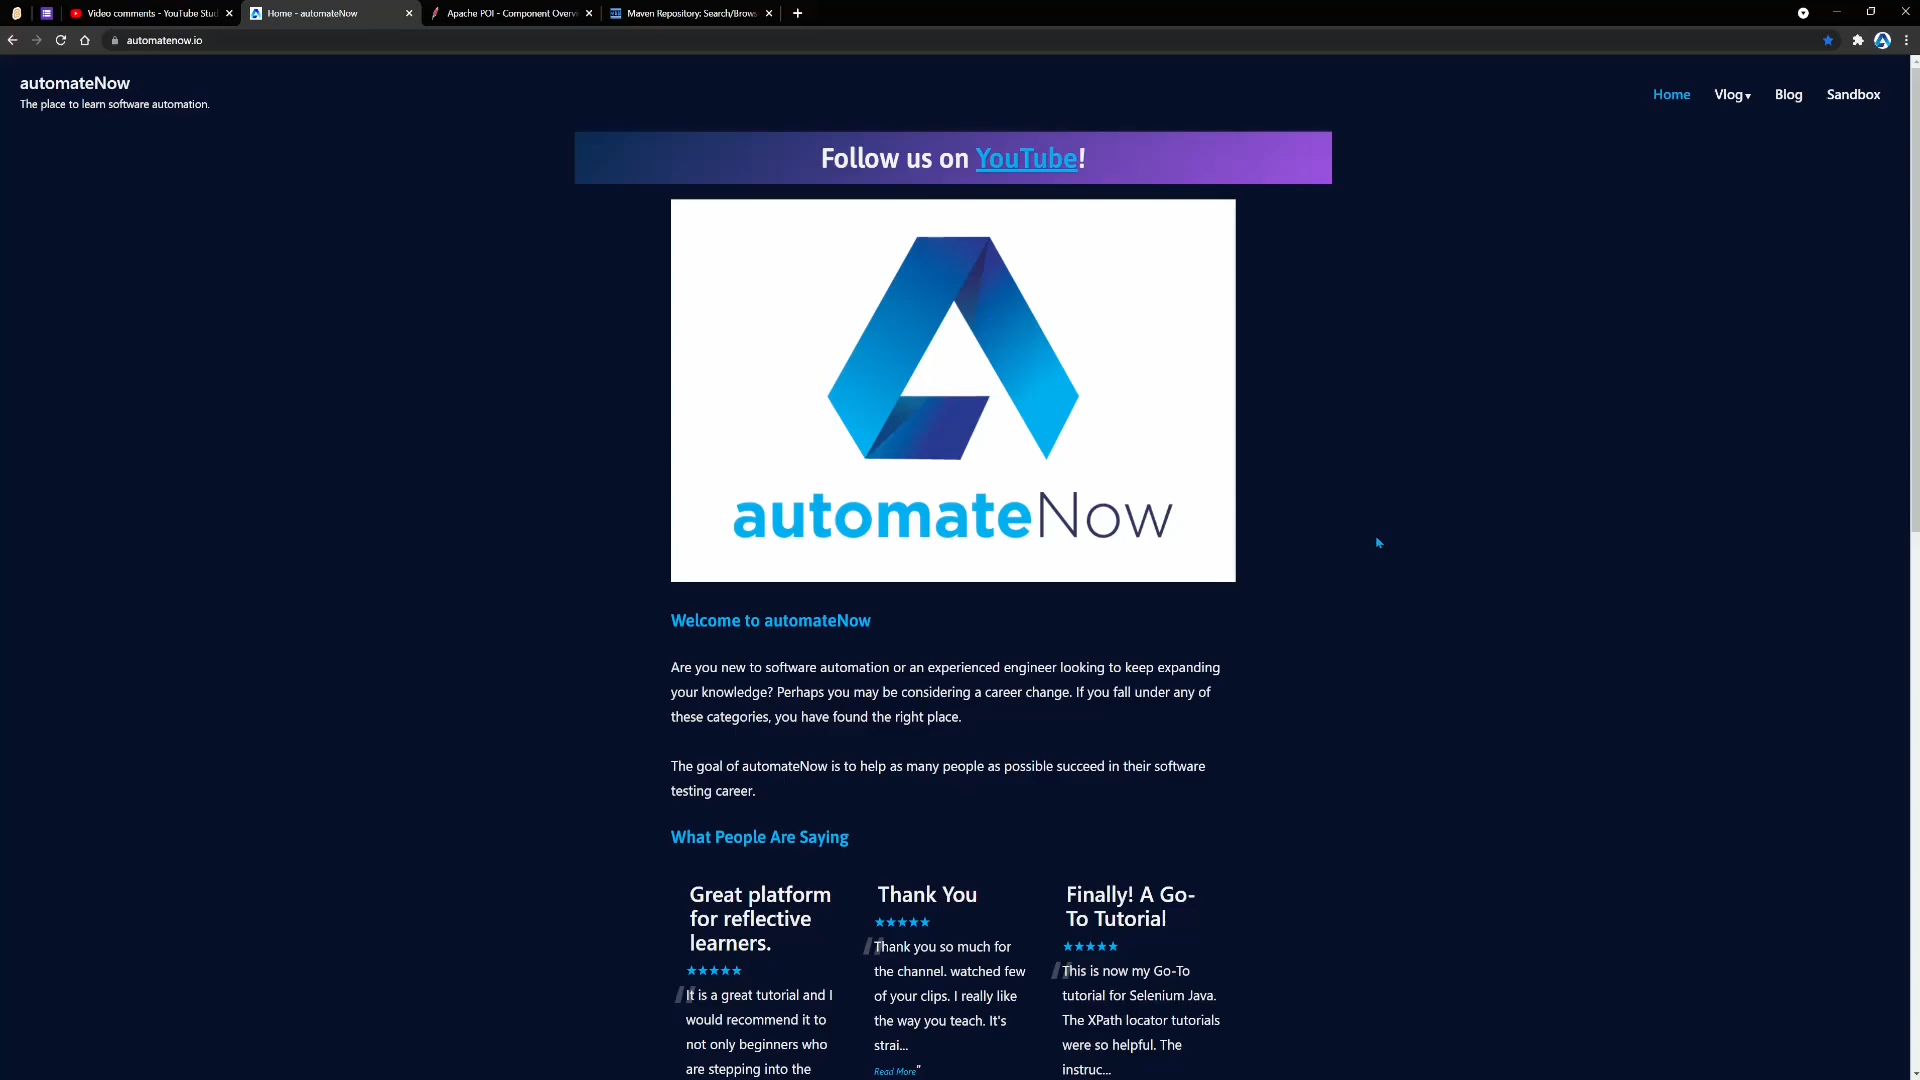 Video comments - YouTube Stud
Home - automateNow
Apache POI - Component Overv
Maven Repository: Search/Brow
automatenow.io
automateNow
The place to learn software automation.
Home
Vlog▾
Blog
Sandbox
Follow us on YouTube!
automateNow
Welcome to automateNow
Are you new to software automation or an experienced engineer looking to keep expanding
your knowledge? Perhaps you may be considering a career change. If you fall under any of
these categories, you have found the right place.
The goal of automateNow is to help as many people as possible succeed in their software
testing career.
What People Are Saying
Great platform
for reflective
learners.
★★★★★
"It is a great tutorial and I
would recommend it to
not only beginners who
are stepping into the
Thank You
★★★★★
"Thank you so much for
the channel. watched few
of your clips. I really like
the way you teach. It's
strai...
Read More"
Finally! A Go-
To Tutorial
★★★★★
"This is now my Go-To
tutorial for Selenium Java.
The XPath locator tutorials
were so helpful. The
instruc...